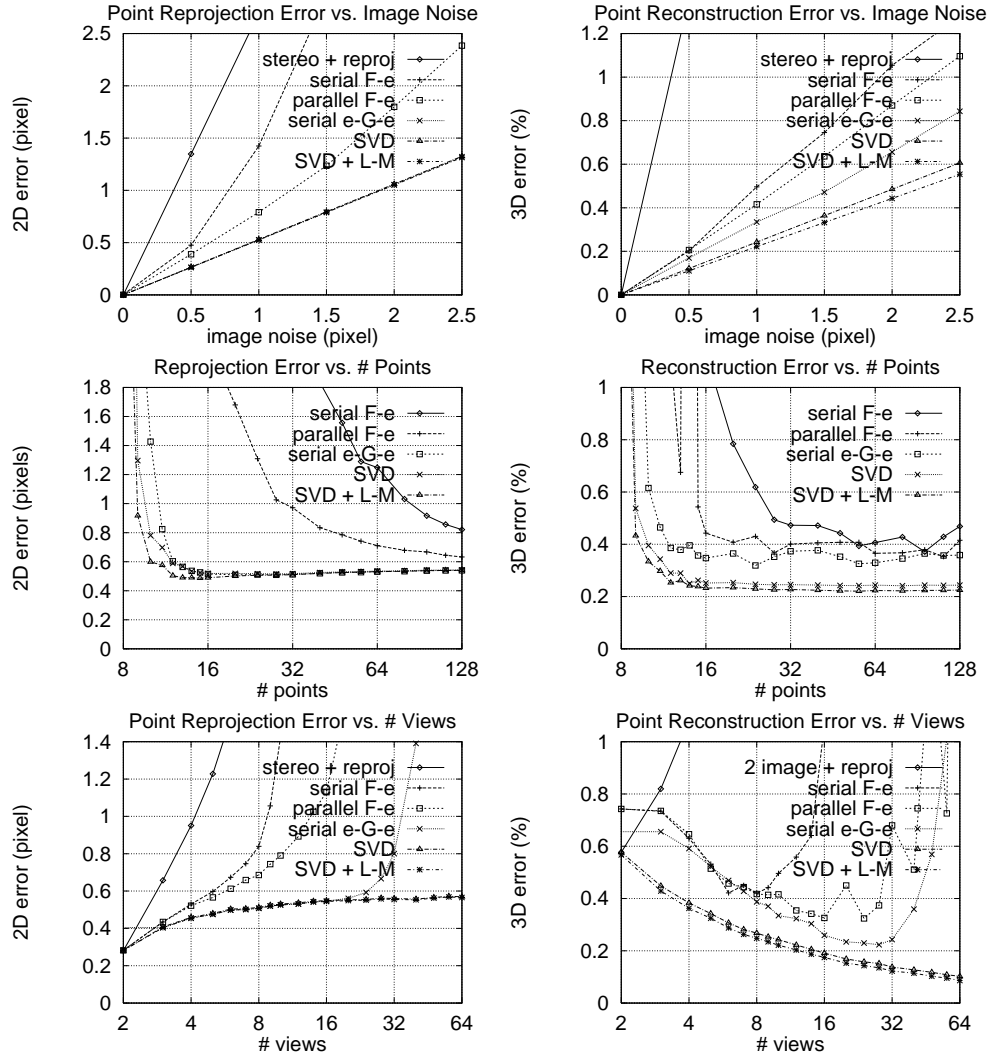 Point Reprojection Error vs. Image Noise
2D error (pixel)
2.5
2
1.5
1
0.5
0
stereo + reproj
serial F-e
parallel F-e
serial e-G-e
SVD
SVD + L-M
0 0.5 1 1.5 2 2.5
image noise (pixel)
Point Reconstruction Error vs. Image Noise
3D error (%)
1.2
1
0.8
0.6
0.4
0.2
0
stereo + reproj
serial F-e
parallel F-e
serial e-G-e
SVD
SVD + L-M
0 0.5 1 1.5 2 2.5
image noise (pixel)
Reprojection Error vs. # Points
2D error (pixels)
1.8
1.6
1.4
1.2
1
0.8
0.6
0.4
0.2
0
serial F-e
parallel F-e
serial e-G-e
SVD
SVD + L-M
8 16 32 64 128
# points
Reconstruction Error vs. # Points
3D error (%)
1
0.8
0.6
0.4
0.2
0
serial F-e
parallel F-e
serial e-G-e
SVD
SVD + L-M
8 16 32 64 128
# points
Point Reprojection Error vs. # Views
2D error (pixel)
1.4
1.2
1
0.8
0.6
0.4
0.2
0
stereo + reproj
serial F-e
parallel F-e
serial e-G-e
SVD
SVD + L-M
2 4 8 16 32 64
# views
Point Reconstruction Error vs. # Views
3D error (%)
1
0.8
0.6
0.4
0.2
0
2 image + reproj
serial F-e
parallel F-e
serial e-G-e
SVD
SVD + L-M
2 4 8 16 32 64
# views